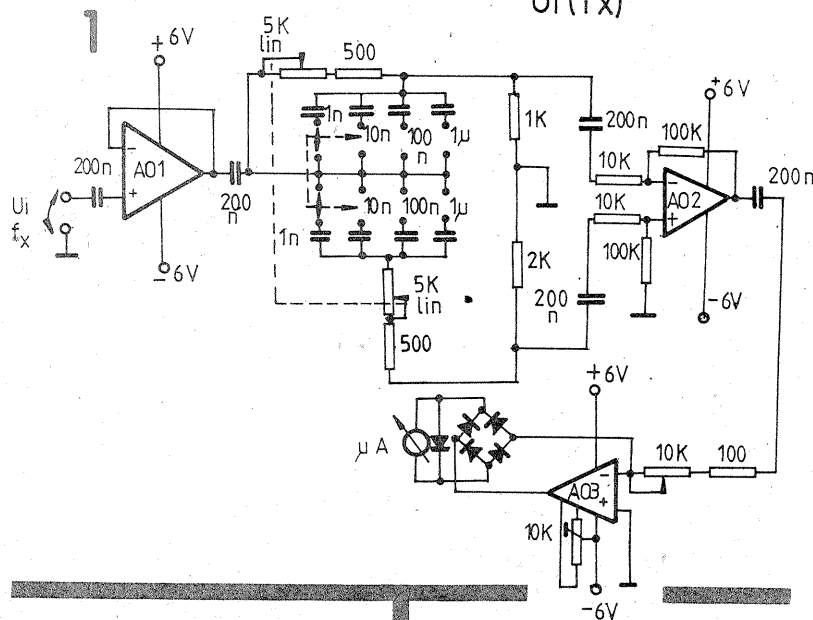 Ui(fx)
1
+6V
5K
lin
500
1n
10n
100
n
1µ
1K
200n
+6V
100K
10K
200n
-
AO1
+
200n
200
n
Ui
fx
-6V
1n
10n
100n
1µ
10K
-
AO2
+
100K
2K
200
n
-6V
5K
lin
500
+6V
µA
10K
100
-
AO3
+
10K
-6V